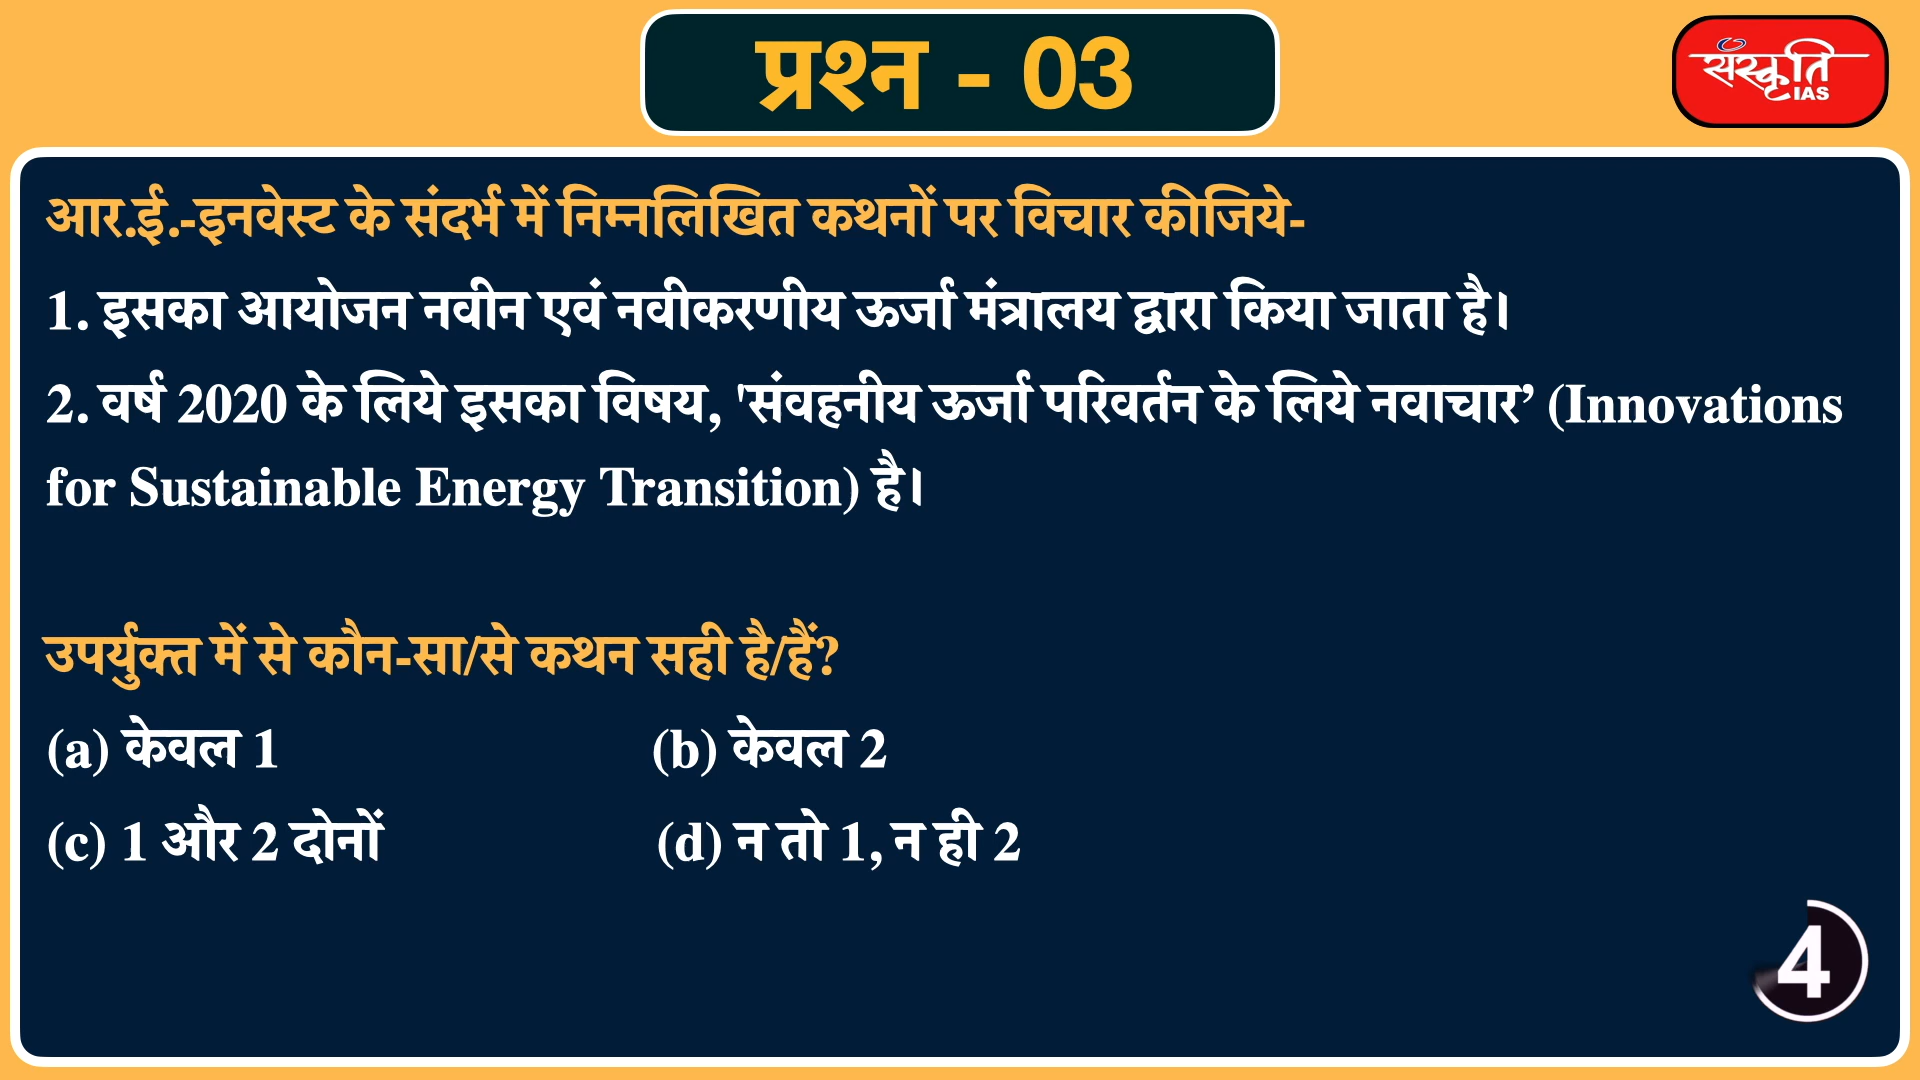 प्रश्न - 03
संस्कृति
IAS
आर.ई.-इनवेस्ट के संदर्भ में निम्नलिखित कथनों पर विचार कीजिये-
1. इसका आयोजन नवीन एवं नवीकरणीय ऊर्जा मंत्रालय द्वारा किया जाता है।
2. वर्ष 2020 के लिये इसका विषय, 'संवहनीय ऊर्जा परिवर्तन के लिये नवाचार’ (Innovations
for Sustainable Energy Transition) है।
उपर्युक्त में से कौन-सा/से कथन सही है/हैं?
(a) केवल 1 (b) केवल 2
(c) 1 और 2 दोनों (d) न तो 1, न ही 2
4